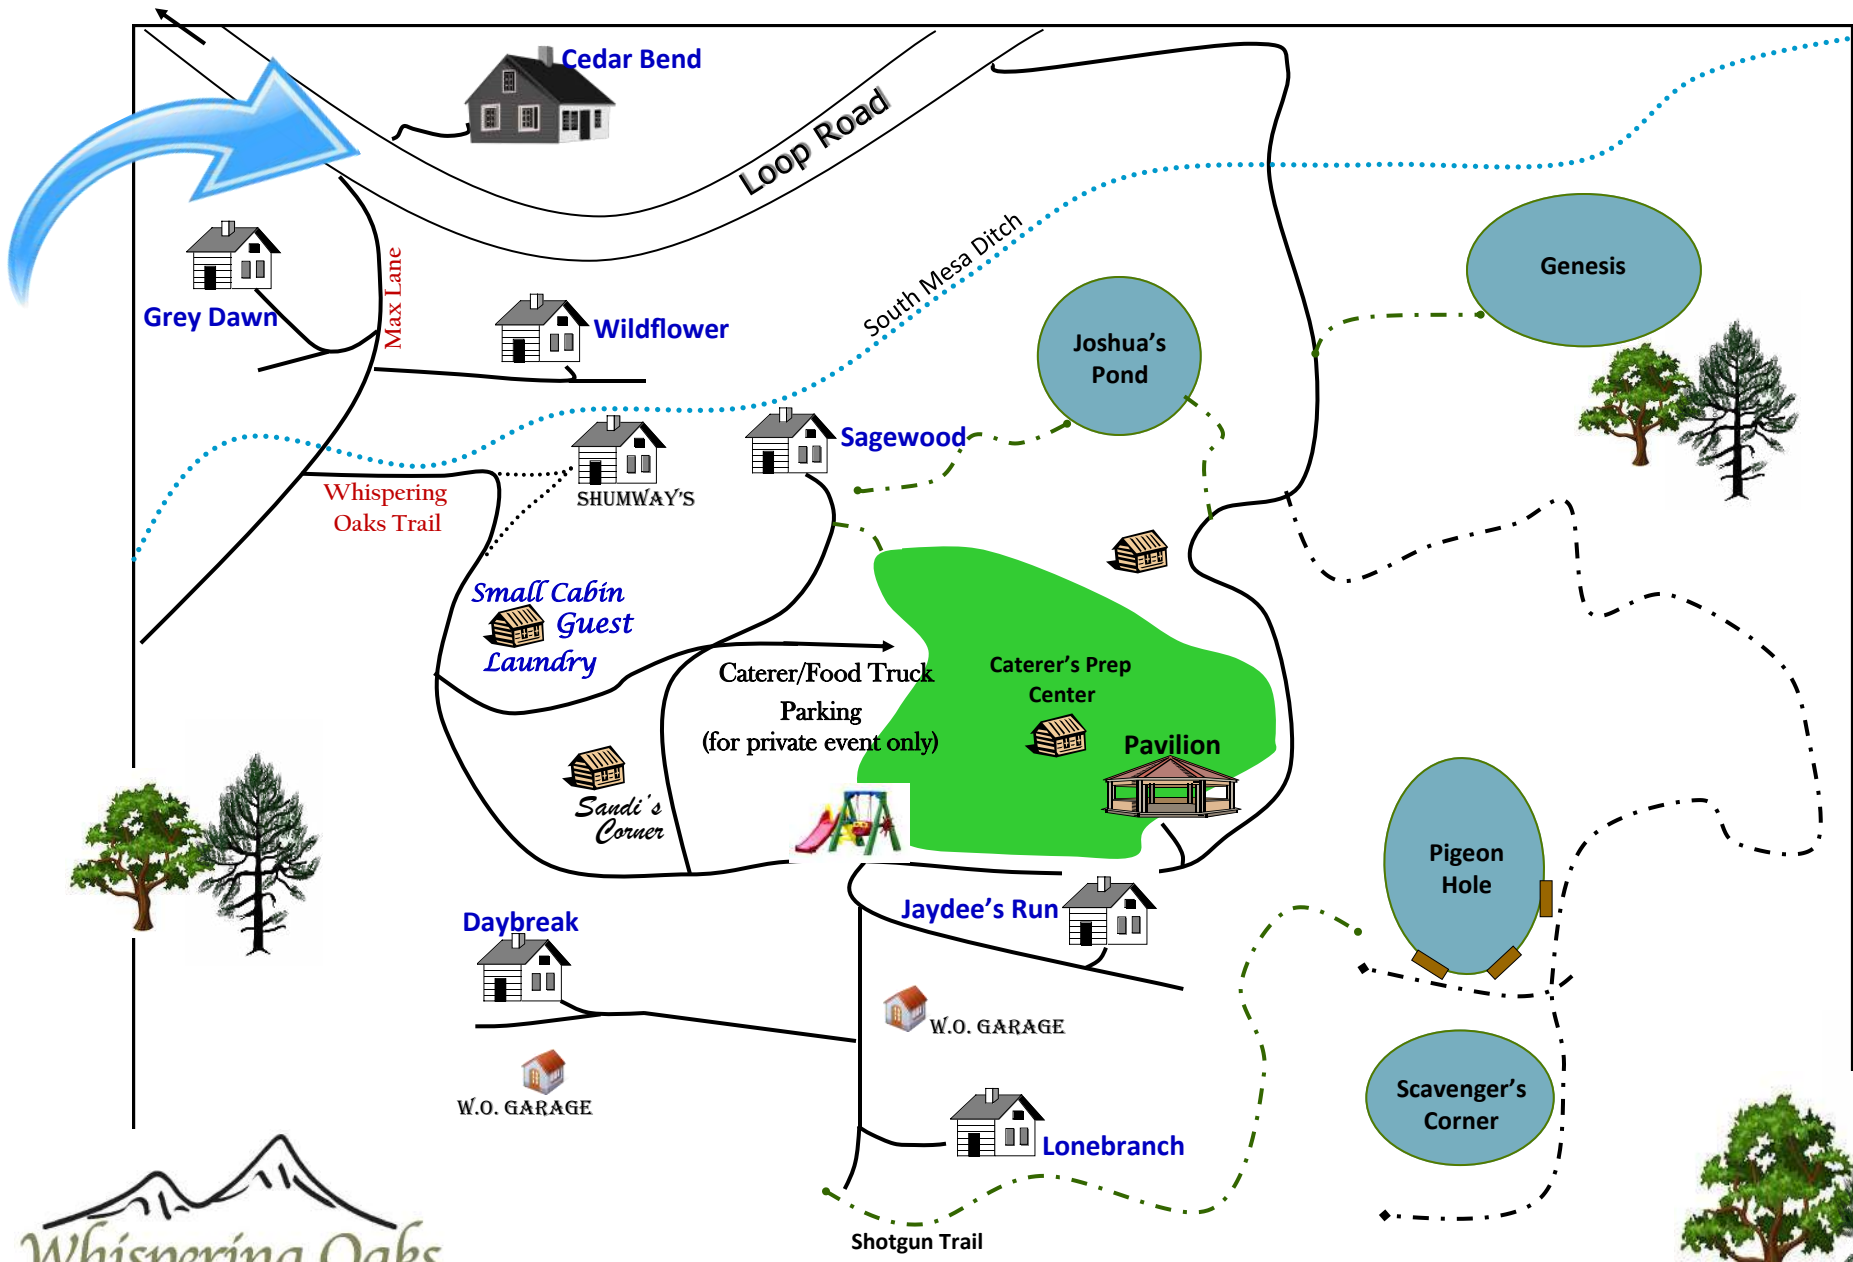 Cedar Bend
Loop Road
Grey Dawn
Max Lane
Wildflower
South Mesa Ditch
Genesis
Joshua's
Pond
Sagewood
SHUMWAY'S
Whispering
Oaks Trail
Small Cabin
Guest
Laundry
Caterer/Food Truck
Parking
(for private event only)
Caterer's Prep
Center
Pavilion
Sandi's
Corner
Pigeon
Hole
Jaydee's Run
Daybreak
W.O. GARAGE
W.O. GARAGE
Scavenger's
Corner
Lonebranch
Shotgun Trail
Whispering Oaks